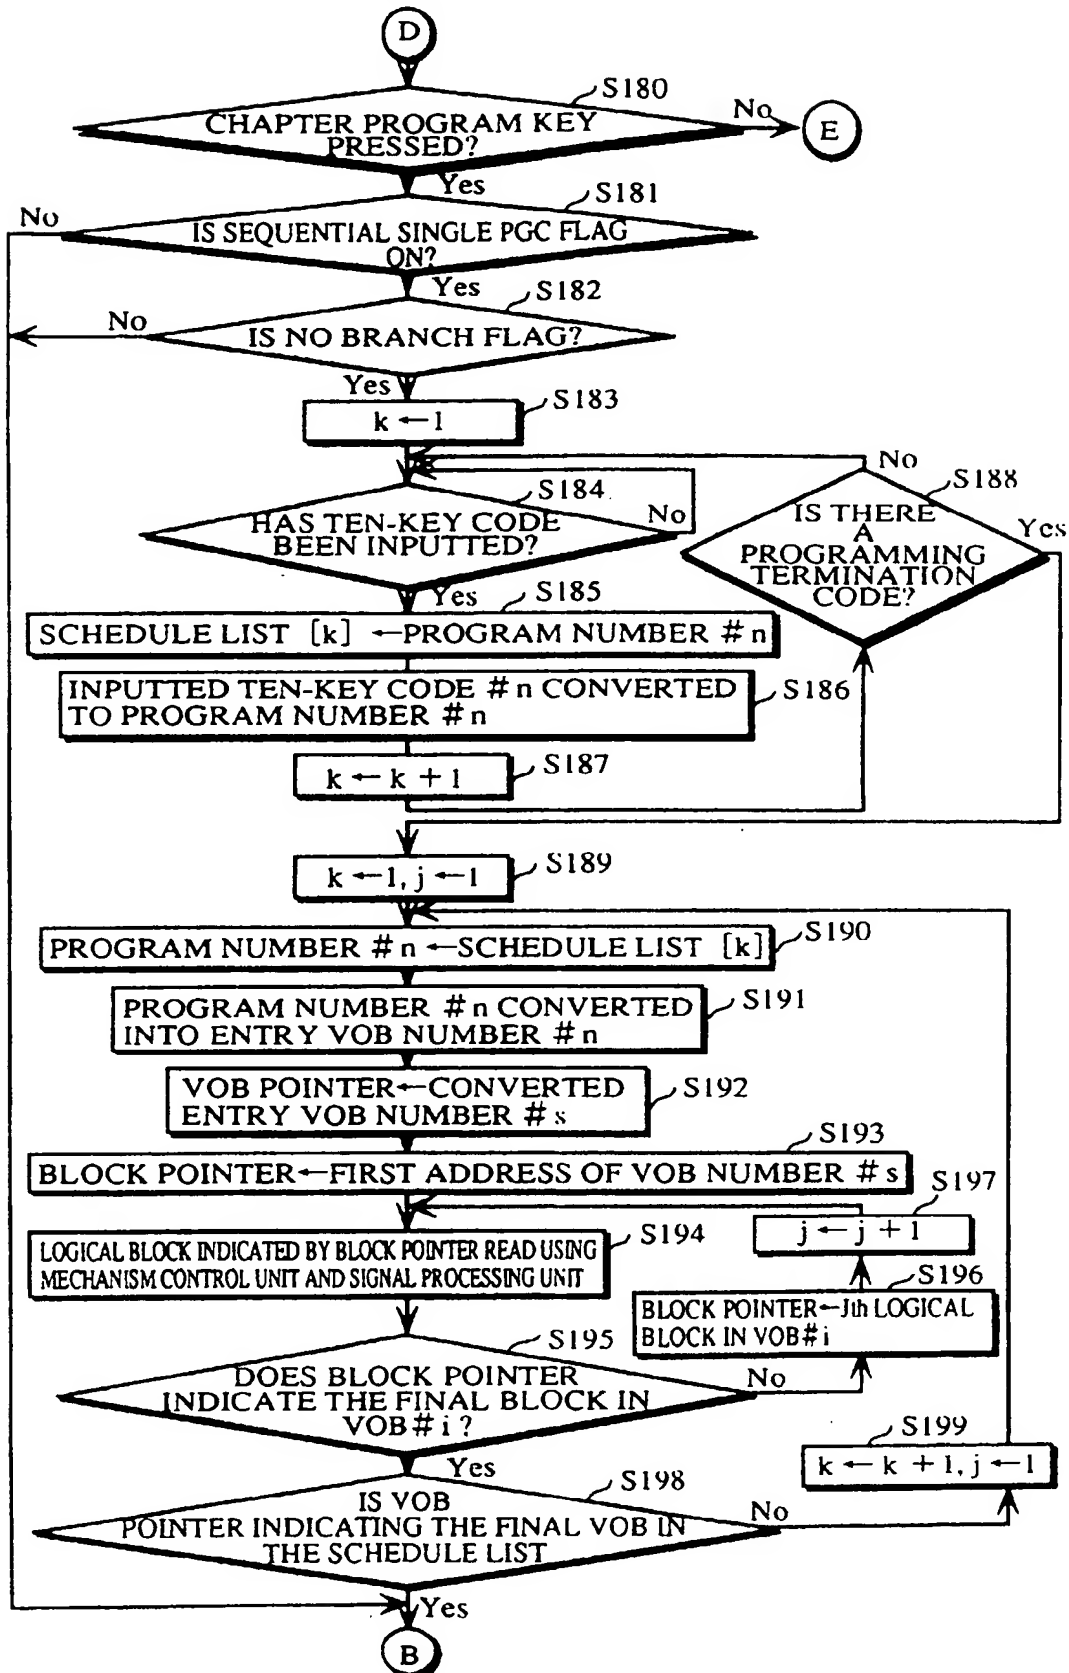 D
S180
CHAPTER PROGRAM KEY
PRESSED?
No
E
Yes
S181
No
IS SEQUENTIAL SINGLE PGC FLAG
ON?
Yes
S182
No
IS NO BRANCH FLAG?
Yes
S183
k ← 1
No
S184
S188
HAS TEN-KEY CODE
BEEN INPUTTED?
No
IS THERE
A
PROGRAMMING
TERMINATION
CODE?
Yes
Yes
S185
SCHEDULE LIST [k] ←PROGRAM NUMBER #n
INPUTTED TEN-KEY CODE #n CONVERTED
TO PROGRAM NUMBER #n
S186
k ← k + 1
S187
k ←1, j ←1
S189
PROGRAM NUMBER #n ←SCHEDULE LIST [k]
S190
PROGRAM NUMBER #n CONVERTED
INTO ENTRY VOB NUMBER #n
S191
VOB POINTER←CONVERTED
ENTRY VOB NUMBER #s
S192
S193
BLOCK POINTER←FIRST ADDRESS OF VOB NUMBER #s
S197
j ← j + 1
S194
LOGICAL BLOCK INDICATED BY BLOCK POINTER READ USING
MECHANISM CONTROL UNIT AND SIGNAL PROCESSING UNIT
S196
BLOCK POINTER←Jth LOGICAL
BLOCK IN VOB#i
S195
DOES BLOCK POINTER
INDICATE THE FINAL BLOCK IN
VOB#i?
No
Yes
S199
k ← k + 1, j ←1
S198
IS VOB
POINTER INDICATING THE FINAL VOB IN
THE SCHEDULE LIST
No
Yes
B